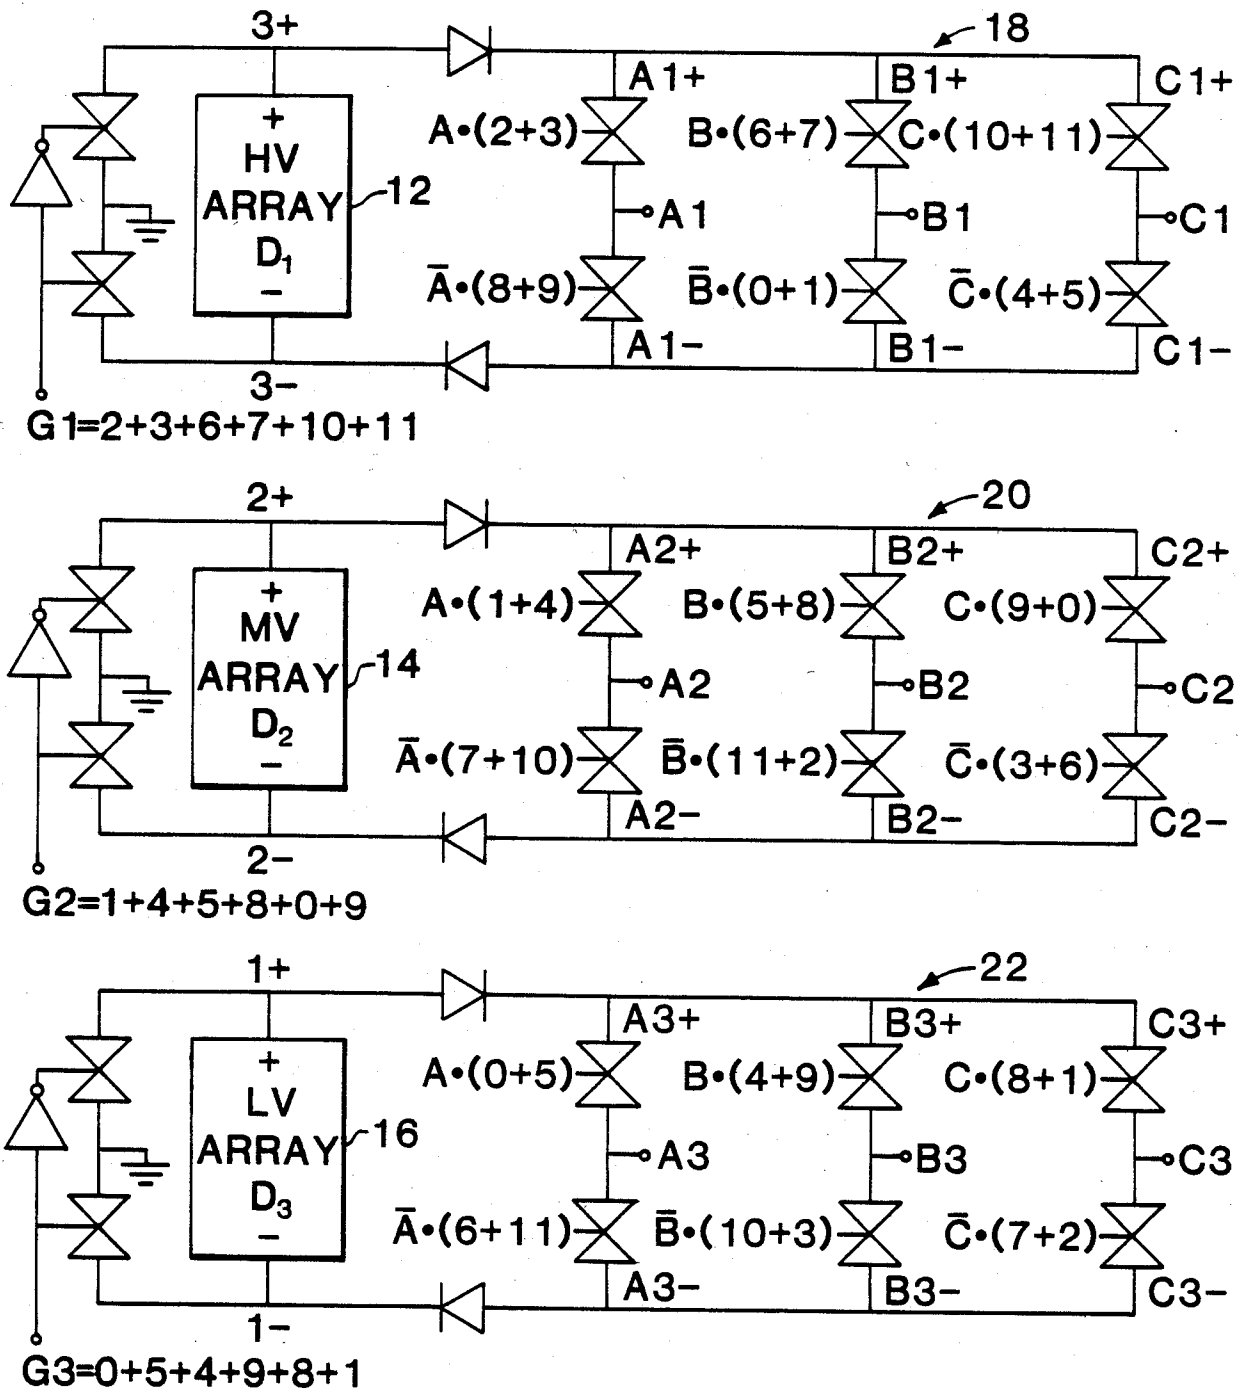 3+
18
A1+
B1+
C1+
A•(2+3)
B•(6+7)
C•(10+11)
+
HV
ARRAY
D₁
−
12
A1
B1
C1
A̅•(8+9)
B̅•(0+1)
C̅•(4+5)
A1−
B1−
C1−
3−
G1=2+3+6+7+10+11
2+
20
A2+
B2+
C2+
A•(1+4)
B•(5+8)
C•(9+0)
+
MV
ARRAY
D₂
−
14
A2
B2
C2
A̅•(7+10)
B̅•(11+2)
C̅•(3+6)
A2−
B2−
C2−
2−
G2=1+4+5+8+0+9
1+
22
A3+
B3+
C3+
A•(0+5)
B•(4+9)
C•(8+1)
+
LV
ARRAY
D₃
−
16
A3
B3
C3
A̅•(6+11)
B̅•(10+3)
C̅•(7+2)
A3−
B3−
C3−
1−
G3=0+5+4+9+8+1